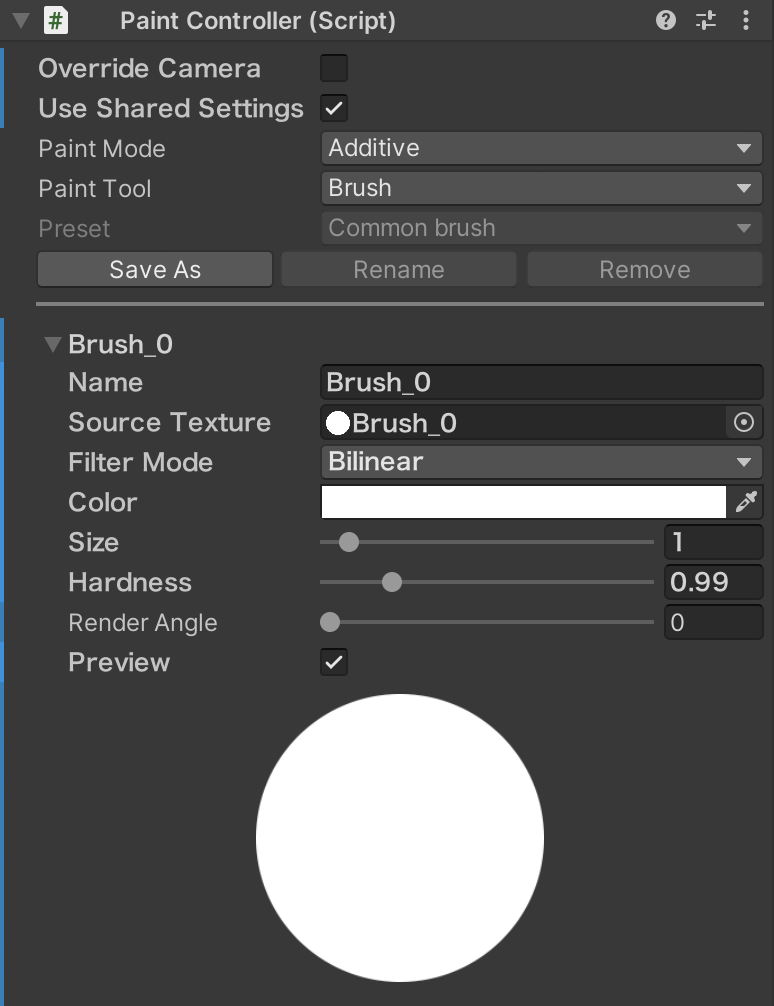 Paint Controller (Script)
Override Camera
Use Shared Settings
Paint Mode Additive
Paint Tool Brush
Preset Common brush
Save As Rename Remove
Brush_0
Name Brush_0
Source Texture Brush_0
Filter Mode Bilinear
Color
Size 1
Hardness 0.99
Render Angle 0
Preview